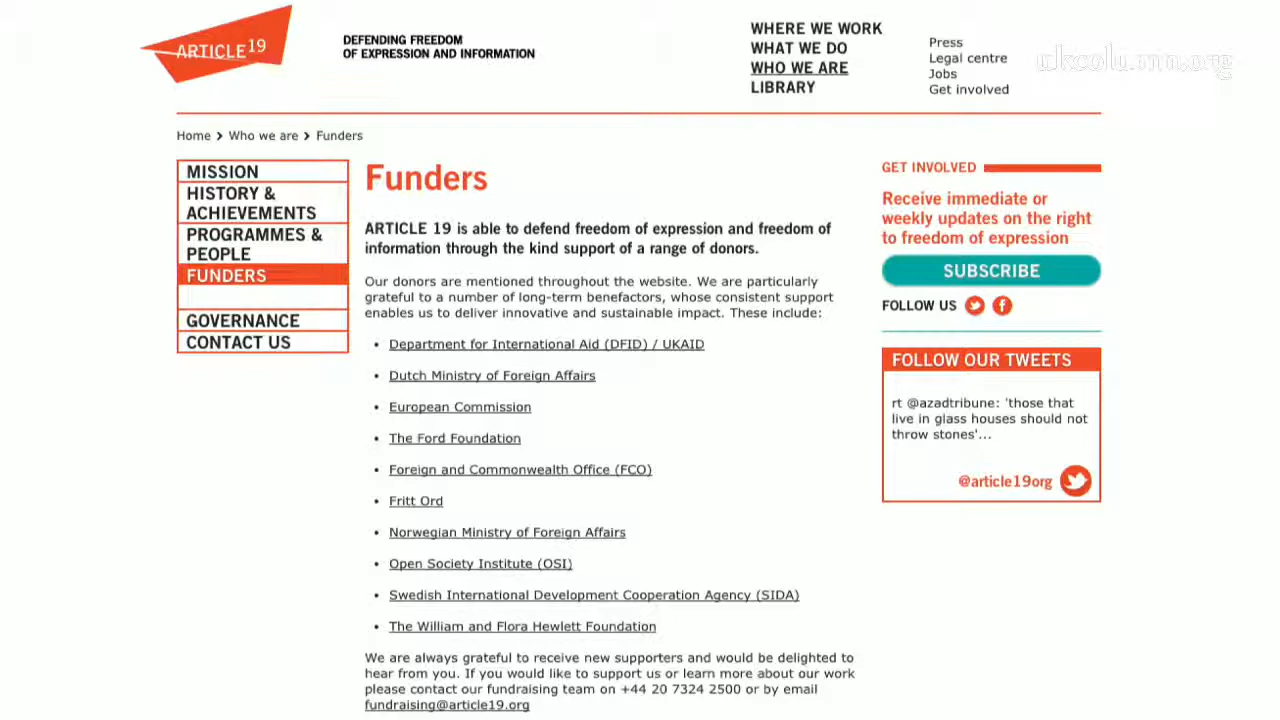 ARTICLE 19
DEFENDING FREEDOM
OF EXPRESSION AND INFORMATION
WHERE WE WORK
WHAT WE DO
WHO WE ARE
LIBRARY
Press
Legal centre
Jobs
Get involved
ukcolumn.org
Home > Who we are > Funders
MISSION
HISTORY &
ACHIEVEMENTS
PROGRAMMES &
PEOPLE
FUNDERS
GOVERNANCE
CONTACT US
Funders
ARTICLE 19 is able to defend freedom of expression and freedom of
information through the kind support of a range of donors.
Our donors are mentioned throughout the website. We are particularly
grateful to a number of long-term benefactors, whose consistent support
enables us to deliver innovative and sustainable impact. These include:
• Department for International Aid (DFID) / UKAID
• Dutch Ministry of Foreign Affairs
• European Commission
• The Ford Foundation
• Foreign and Commonwealth Office (FCO)
• Fritt Ord
• Norwegian Ministry of Foreign Affairs
• Open Society Institute (OSI)
• Swedish International Development Cooperation Agency (SIDA)
• The William and Flora Hewlett Foundation
We are always grateful to receive new supporters and would be delighted to
hear from you. If you would like to support us or learn more about our work
please contact our fundraising team on +44 20 7324 2500 or by email
fundraising@article19.org
GET INVOLVED
Receive immediate or
weekly updates on the right
to freedom of expression
SUBSCRIBE
FOLLOW US
FOLLOW OUR TWEETS
rt @azadtribune: 'those that
live in glass houses should not
throw stones'...
@article19org